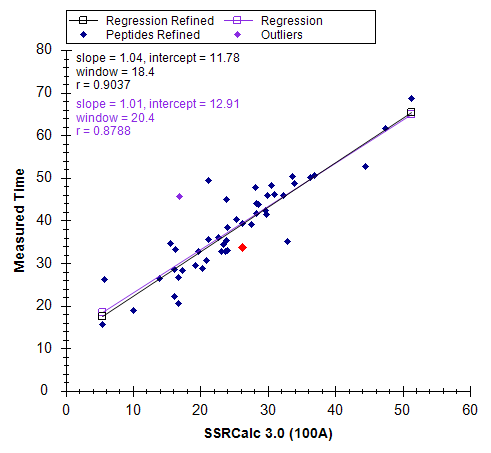 Regression Refined Regression
Peptides Refined Outliers
slope = 1.04, intercept = 11.78
window = 18.4
r = 0.9037
slope = 1.01, intercept = 12.91
window = 20.4
r = 0.8788
80
70
60
50
40
30
20
10
0
Measured Time
0 10 20 30 40 50 60
SSRCalc 3.0 (100A)